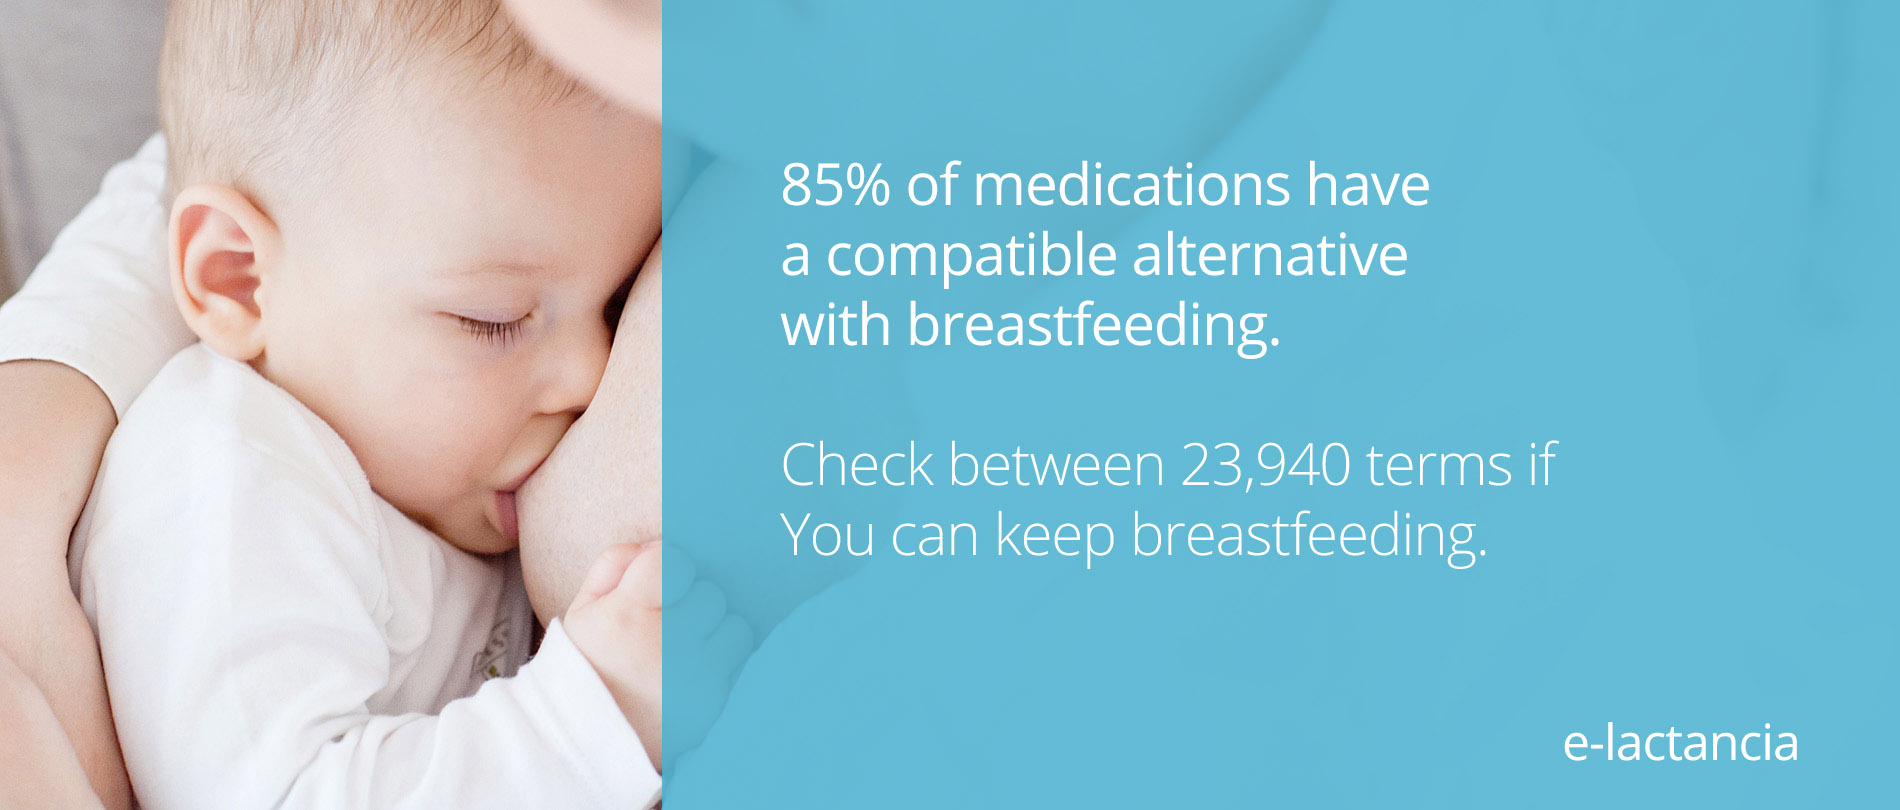 85% of medications have
a compatible alternative
with breastfeeding.
Check between 23,940 terms if
You can keep breastfeeding.
e-lactancia